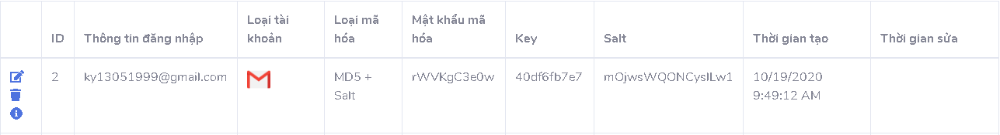 ID
Thông tin đăng nhập
Loại tài
khoản
Loại mã
hóa
Mật khẩu mã
hóa
Key
Salt
Thời gian tạo
Thời gian sửa
2
ky13051999@gmail.com
MD5 +
Salt
rWVKgC3e0w
40df6fb7e7
mOjwsWQONCysILw1
10/19/2020
9:49:12 AM